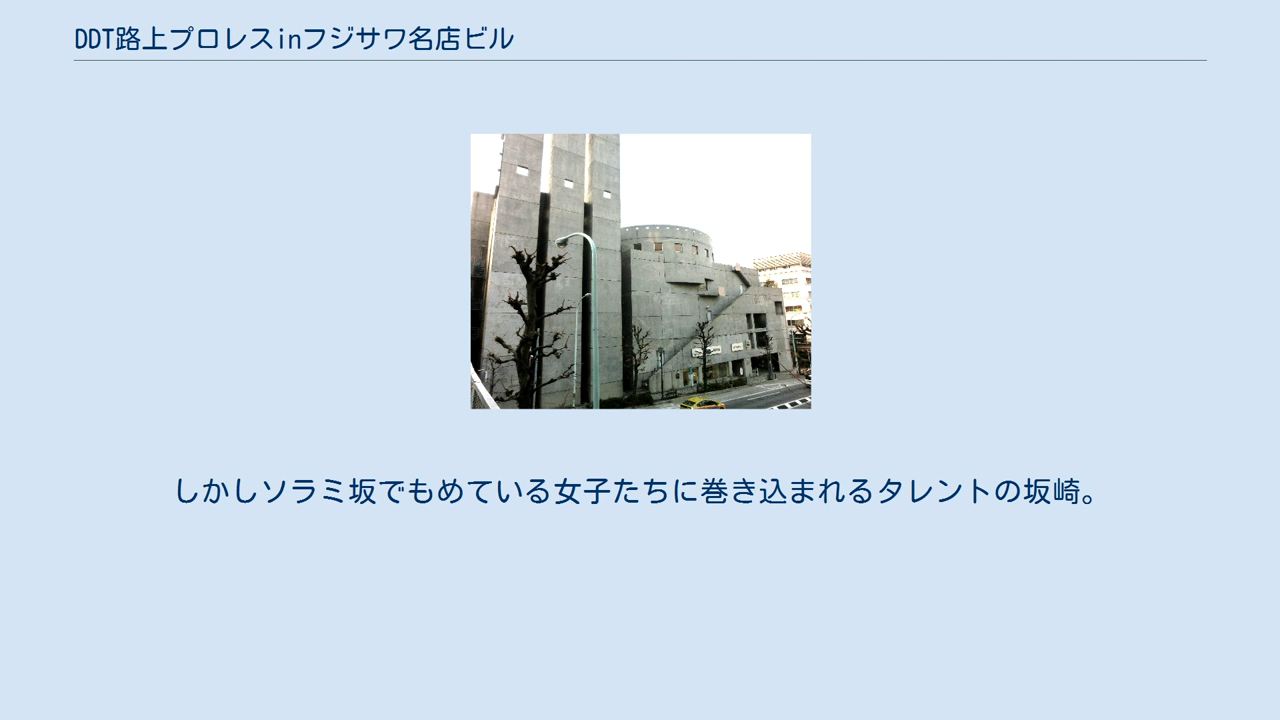 DDT路上プロレスinフジサワ名店ビル
しかしソラミ坂でもめている女子たちに巻き込まれるタレントの坂崎。